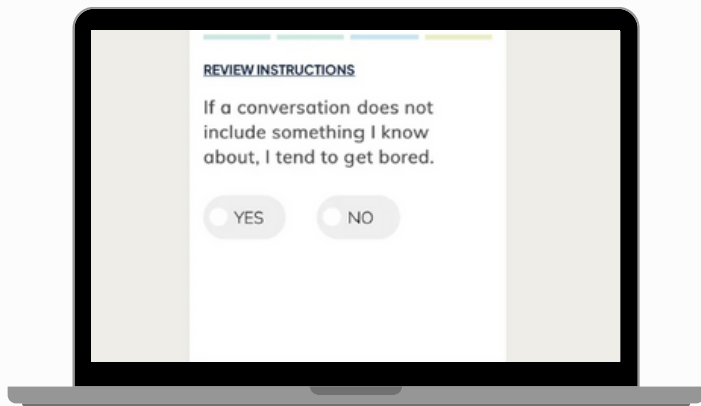 REVIEW INSTRUCTIONS
If a conversation does not
include something I know
about, I tend to get bored.
YES
NO